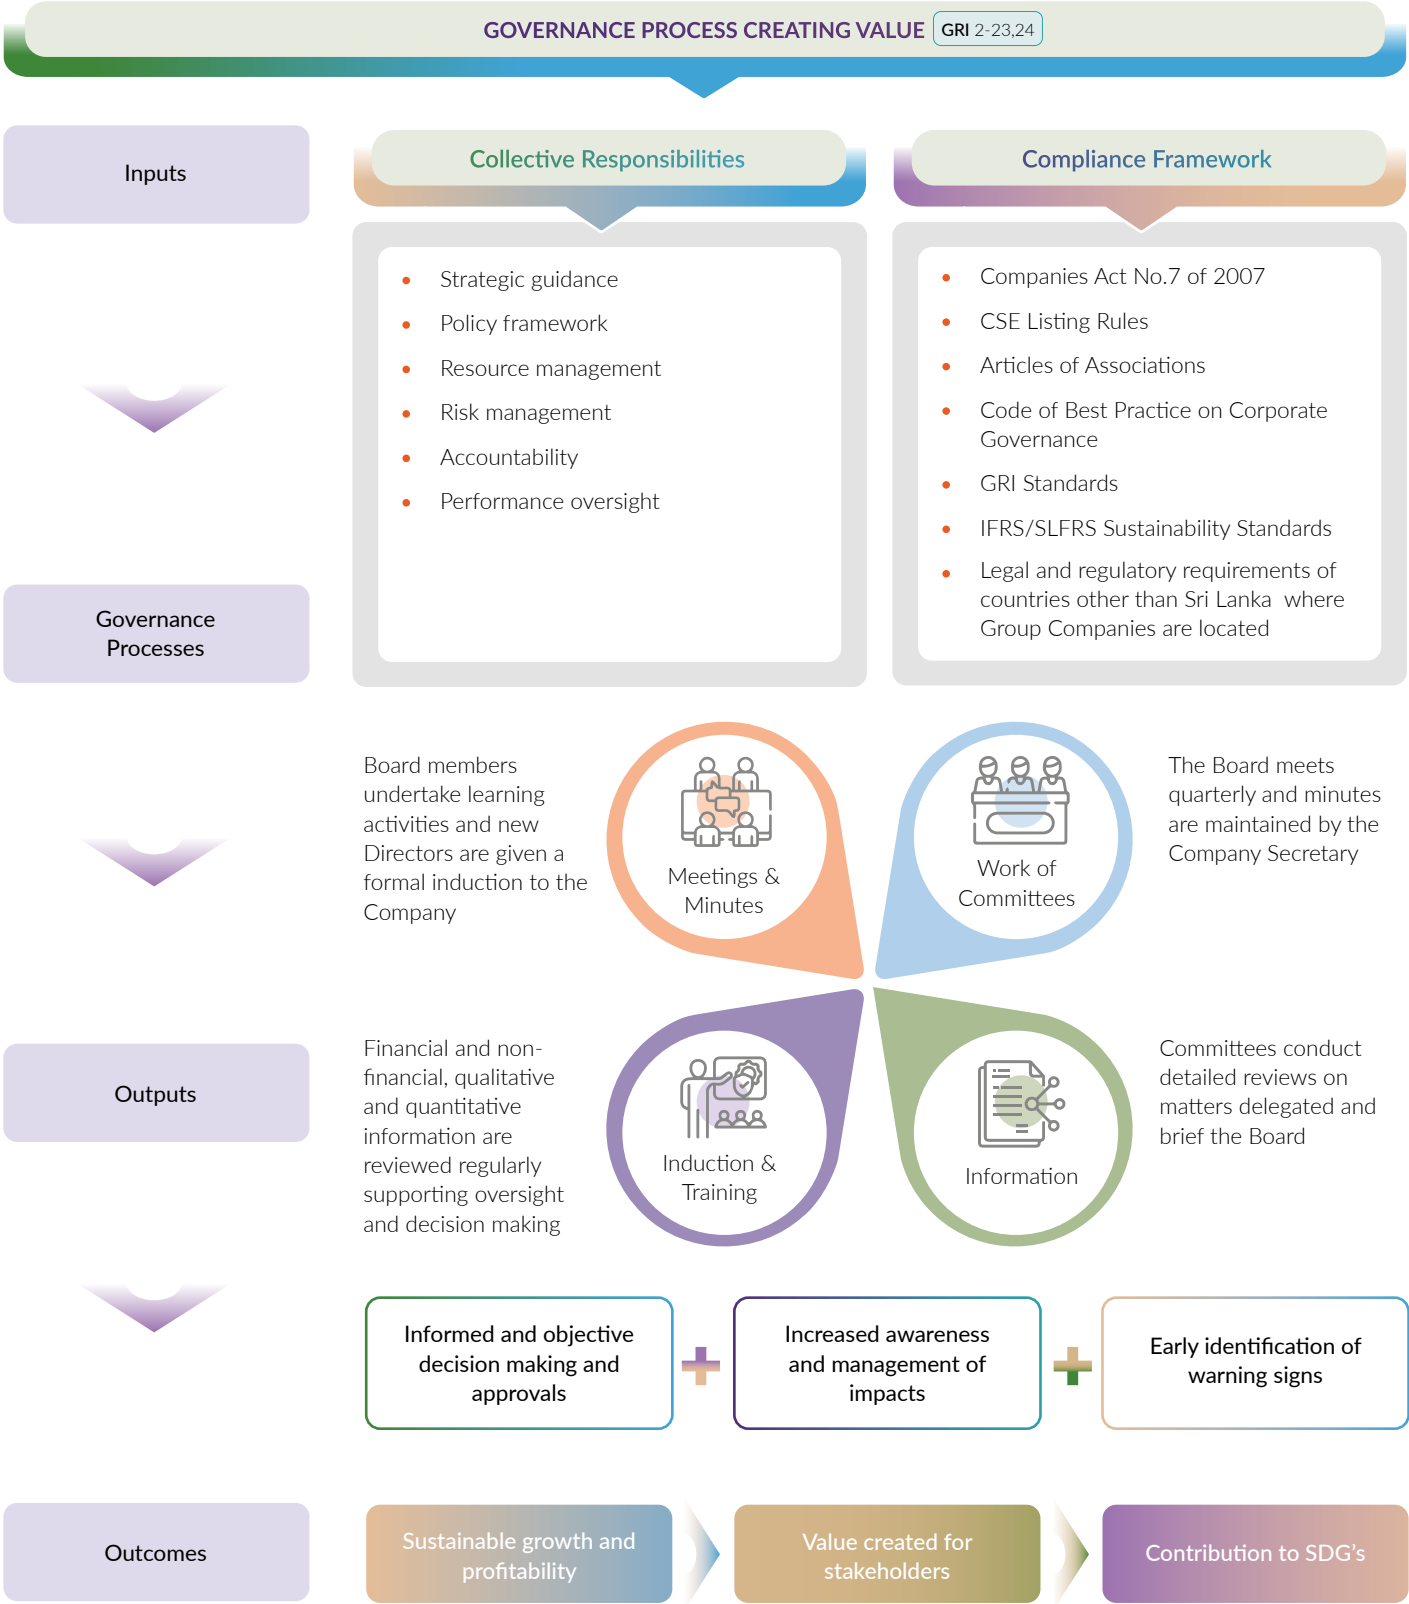 GOVERNANCE PROCESS CREATING VALUE GRI 2-23,24
Inputs
Collective Responsibilities
Strategic guidance
Policy framework
Resource management
Risk management
Accountability
Performance oversight
Compliance Framework
Companies Act No.7 of 2007
CSE Listing Rules
Articles of Associations
Code of Best Practice on Corporate
Governance
GRI Standards
IFRS/SLFRS Sustainability Standards
Legal and regulatory requirements of
countries other than Sri Lanka where
Group Companies are located
Governance
Processes
Board members
undertake learning
activities and new
Directors are given a
formal induction to the
Company
Meetings &
Minutes
Work of
Committees
The Board meets
quarterly and minutes
are maintained by the
Company Secretary
Outputs
Financial and non-
financial, qualitative
and quantitative
information are
reviewed regularly
supporting oversight
and decision making
Induction &
Training
Information
Committees conduct
detailed reviews on
matters delegated and
brief the Board
Informed and objective
decision making and
approvals
Increased awareness
and management of
impacts
Early identification of
warning signs
Outcomes
Sustainable growth and
profitability
Value created for
stakeholders
Contribution to SDG's